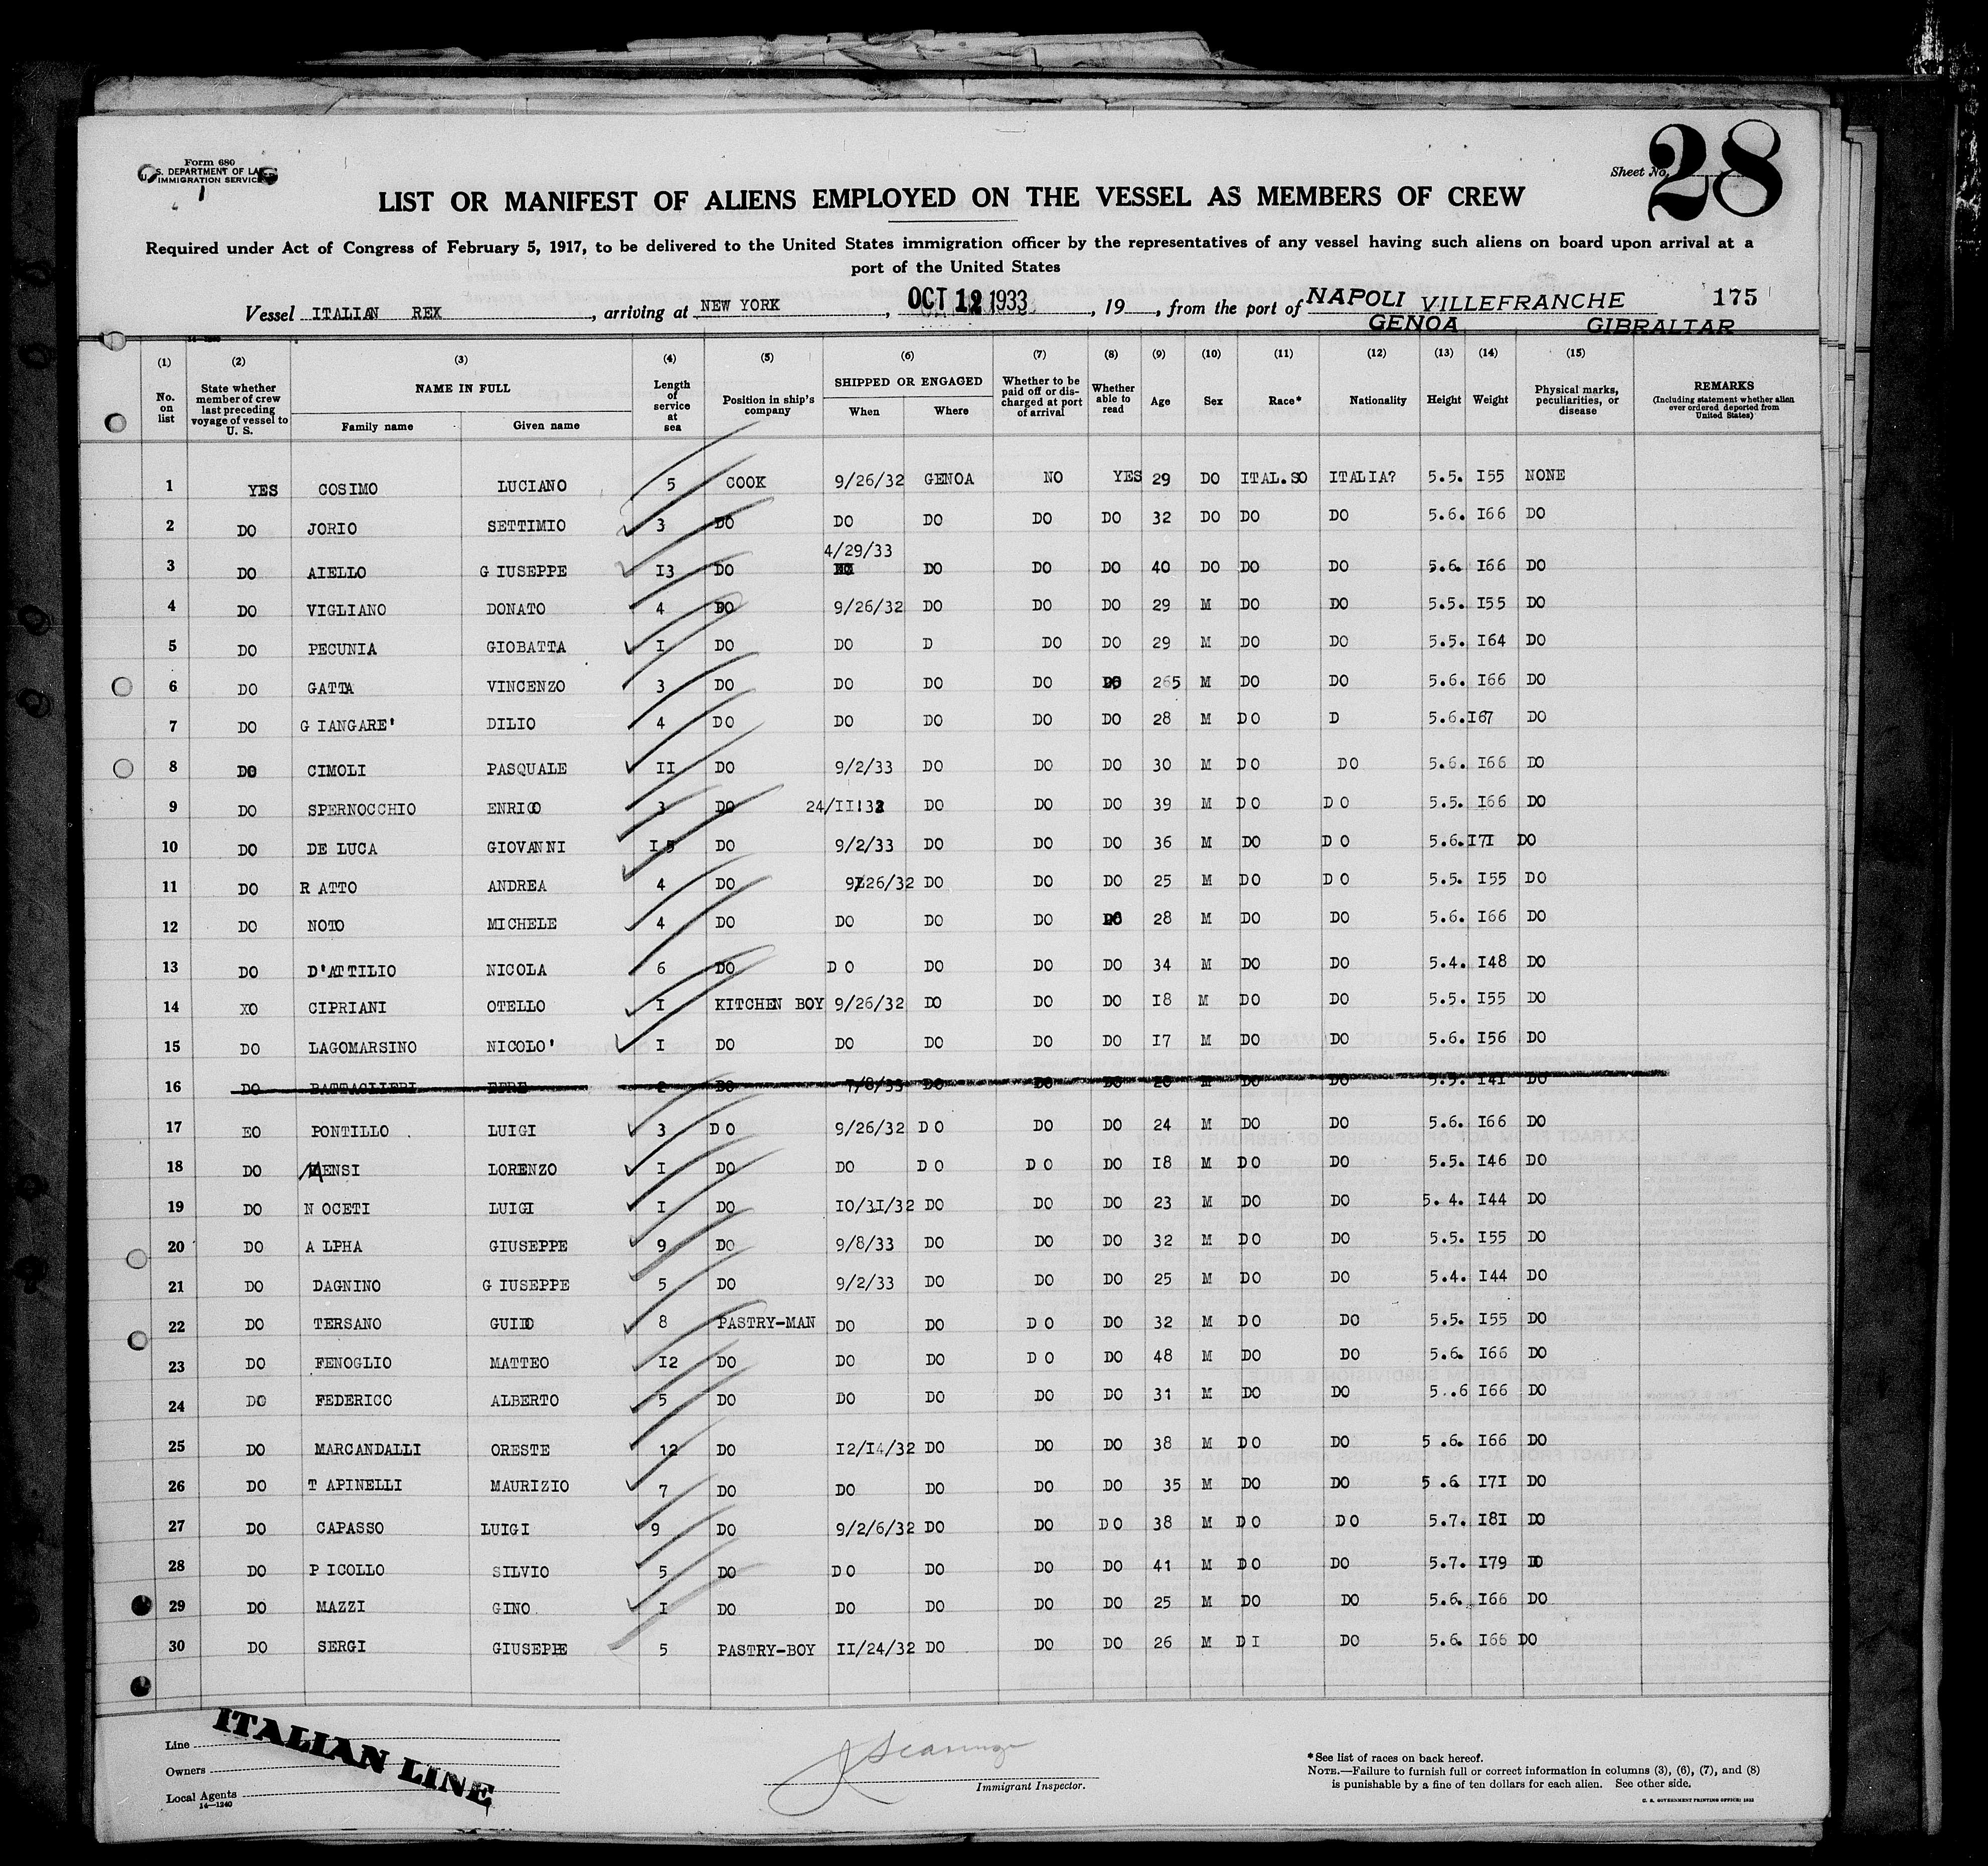 Form 680
U. S. DEPARTMENT OF LABOR
IMMIGRATION SERVICE
Sheet No. 28
LIST OR MANIFEST OF ALIENS EMPLOYED ON THE VESSEL AS MEMBERS OF CREW
Required under Act of Congress of February 5, 1917, to be delivered to the United States immigration officer by the representatives of any vessel having such aliens on board upon arrival at a
port of the United States
Vessel ITALIAN REX, arriving at NEW YORK, OCT 12 1933, 19, from the port of NAPOLI VILLEFRANCHE 175
GENOA GIBRALTAR
(1) (2) (3) (4) (5) (6) (7) (8) (9) (10) (11) (12) (13) (14) (15)
No. on list State whether member of crew last preceding voyage of vessel to U. S. NAME IN FULL Family name Given name Length of service at sea Position in ship's company SHIPPED OR ENGAGED When Where Whether to be paid off or discharged at port of arrival Whether able to read Age Sex Race* Nationality Height Weight Physical marks, peculiarities, or disease REMARKS (Including statement whether alien ever ordered deported from United States)
1 YES COSIMO LUCIANO 5 COOK 9/26/32 GENOA NO YES 29 DO ITAL.SO ITALIA? 5.5. I55 NONE
2 DO JORIO SETTIMIO 3 DO DO DO DO DO 32 DO DO DO 5.6. I66 DO
4/29/33
3 DO AIELLO G IUSEPPE I3 DO DO DO DO 40 DO DO DO 5.6. I66 DO
4 DO VIGLIANO DONATO 4 DO 9/26/32 DO DO DO 29 M DO DO 5.5. I55 DO
5 DO PECUNIA GIOBATTA I DO DO D DO DO 29 M DO DO 5.5. I64 DO
6 DO GATTA VINCENZO 3 DO DO DO DO DO 265 M DO DO 5.6. I66 DO
7 DO G IANGARE' DILIO 4 DO DO DO DO DO 28 M DO D 5.6.I67 DO
8 DO CIMOLI PASQUALE II DO 9/2/33 DO DO DO 30 M DO DO 5.6. I66 DO
9 DO SPERNOCCHIO ENRICO 3 DO 24/II:32 DO DO DO 39 M DO DO 5.5. I66 DO
10 DO DE LUCA GIOVANNI I5 DO 9/2/33 DO DO DO 36 M DO DO 5.6.I7I DO
11 DO R ATTO ANDREA 4 DO 9/26/32 DO DO DO 25 M DO DO 5.5. I55 DO
12 DO NOTO MICHELE 4 DO DO DO DO DO 28 M DO DO 5.6. I66 DO
13 DO D'ATTILIO NICOLA 6 DO DO DO DO DO 34 M DO DO 5.4. I48 DO
14 XO CIPRIANI OTELLO I KITCHEN BOY 9/26/32 DO DO DO I8 M DO DO 5.5. I55 DO
15 DO LAGOMARSINO NICOLO' I DO DO DO DO DO I7 M DO DO 5.6. I56 DO
16 DO BATTAGLIERI 2 DO 7/8/33 DO DO DO 28 M DO DO 5.5. I41 DO
17 EO PONTILLO LUIGI 3 DO 9/26/32 DO DO DO 24 M DO DO 5.6. I66 DO
18 DO MENSI LORENZO I DO DO DO DO DO I8 M DO DO 5.5. I46 DO
19 DO N OCETI LUIGI I DO I0/31/32 DO DO DO 23 M DO DO 5.4. I44 DO
20 DO A LPHA GIUSEPPE 9 DO 9/8/33 DO DO DO 32 M DO DO 5.5. I55 DO
21 DO DAGNINO G IUSEPPE 5 DO 9/2/33 DO DO DO 25 M DO DO 5.4. I44 DO
22 DO TERSANO GUIDO 8 PASTRY-MAN DO DO DO DO 32 M DO DO 5.5. I55 DO
23 DO FENOGLIO MATTEO I2 DO DO DO DO DO 48 M DO DO 5.6. I66 DO
24 DO FEDERICO ALBERTO 5 DO DO DO DO DO 31 M DO DO 5..6 I66 DO
25 DO MARCANDALLI ORESTE 12 DO I2/I4/32 DO DO DO 38 M DO DO 5 .6. I66 DO
26 DO T APINELLI MAURIZIO 7 DO DO DO DO DO 35 M DO DO 5 .6 I7I DO
27 DO CAPASSO LUIGI 9 DO 9/2/6/32 DO DO DO 38 M DO DO 5.7. I8I DO
28 DO P ICOLLO SILVIO 5 DO DO DO DO DO 41 M DO DO 5.7. I79 DO
29 DO MAZZI GINO I DO DO DO DO DO 25 M DO DO 5.6. I66 DO
30 DO SERGI GIUSEPPE 5 PASTRY-BOY II/24/32 DO DO DO 26 M DI DO 5.6. I66 DO
Line
Owners
Local Agents
14—1240
ITALIAN LINE
Immigrant Inspector.
*See list of races on back hereof.
NOTE.—Failure to furnish full or correct information in columns (3), (6), (7), and (8)
is punishable by a fine of ten dollars for each alien. See other side.
U. S. GOVERNMENT PRINTING OFFICE: 1932